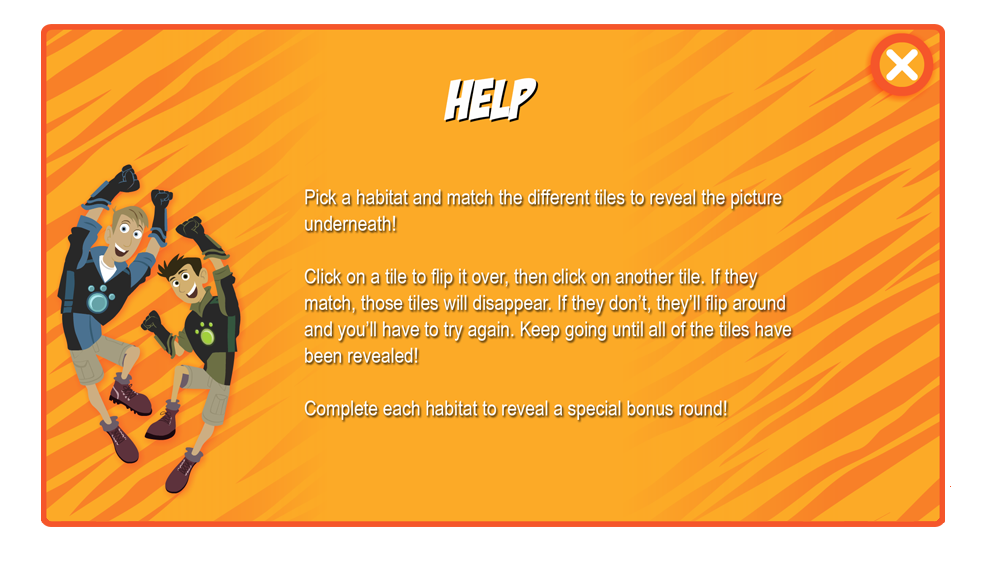 HELP
Pick a habitat and match the different tiles to reveal the picture
underneath!
Click on a tile to flip it over, then click on another tile. If they
match, those tiles will disappear. If they don't, they'll flip around
and you'll have to try again. Keep going until all of the tiles have
been revealed!
Complete each habitat to reveal a special bonus round!